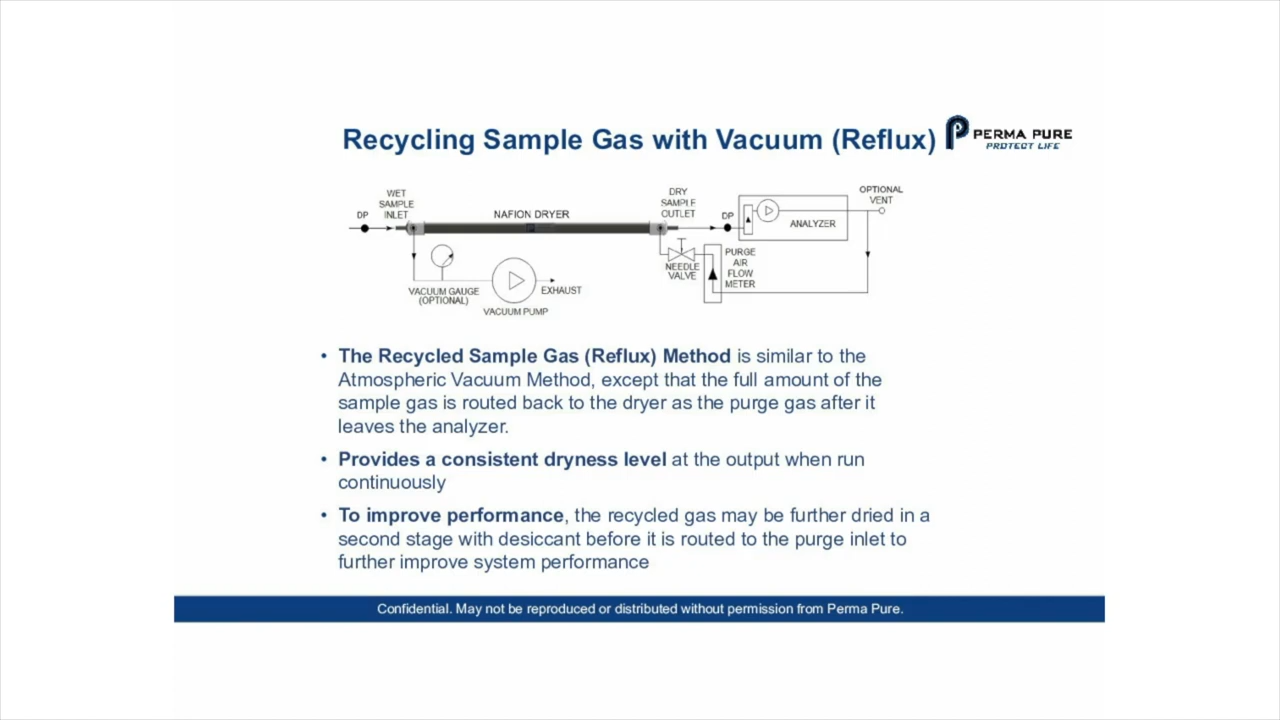 Recycling Sample Gas with Vacuum (Reflux)
PERMA PURE
PROTECT LIFE
WET
SAMPLE
INLET
DP
NAFION DRYER
DRY
SAMPLE
OUTLET
DP
ANALYZER
OPTIONAL
VENT
NEEDLE
VALVE
PURGE
AIR
FLOW
METER
VACUUM GAUGE
(OPTIONAL)
EXHAUST
VACUUM PUMP
• The Recycled Sample Gas (Reflux) Method is similar to the
Atmospheric Vacuum Method, except that the full amount of the
sample gas is routed back to the dryer as the purge gas after it
leaves the analyzer.
• Provides a consistent dryness level at the output when run
continuously
• To improve performance, the recycled gas may be further dried in a
second stage with desiccant before it is routed to the purge inlet to
further improve system performance
Confidential. May not be reproduced or distributed without permission from Perma Pure.